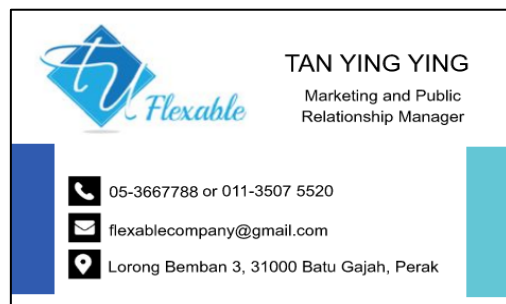 TU
Flexable
TAN YING YING
Marketing and Public
Relationship Manager
05-3667788 or 011-3507 5520
flexablecompany@gmail.com
Lorong Bemban 3, 31000 Batu Gajah, Perak